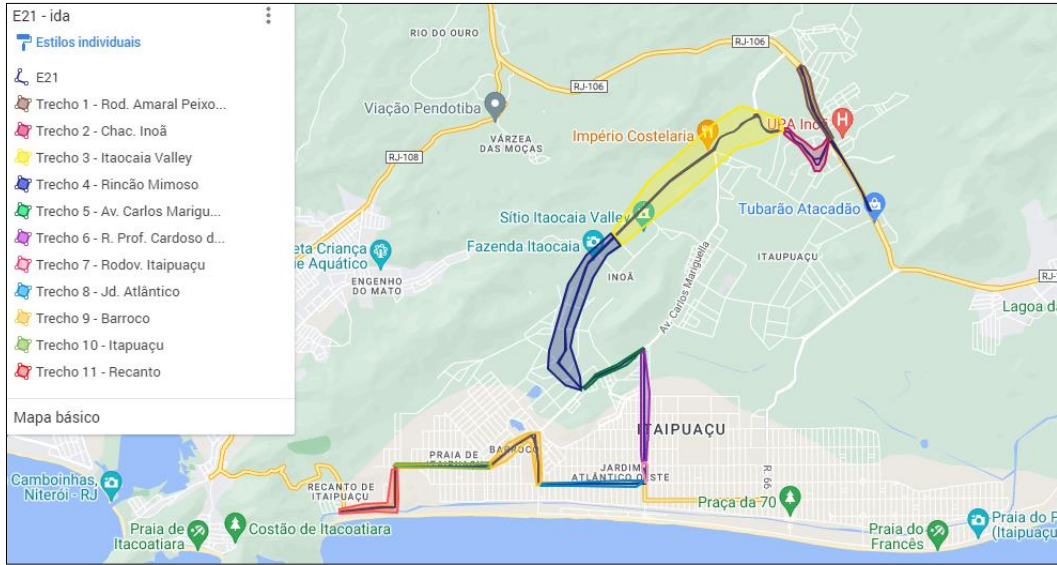 E21 - ida
Estilos individuais
E21
Trecho 1 - Rod. Amaral Peixo...
Trecho 2 - Chac. Inoã
Trecho 3 - Itaocaia Valley
Trecho 4 - Rincão Mimoso
Trecho 5 - Av. Carlos Marigu...
Trecho 6 - R. Prof. Cardoso d...
Trecho 7 - Rodov. Itaipuaçu
Trecho 8 - Jd. Atlântico
Trecho 9 - Barroco
Trecho 10 - Itapuaçu
Trecho 11 - Recanto
Mapa básico
RIO DO OURO
RJ-106
RJ-106
Viação Pendotiba
Império Costelaria
UPA Inoã
VÁRZEA
DAS MOÇAS
RJ-108
Tubarão Atacadão
Sítio Itaocaia Valley
Fazenda Itaocaia
eta Criança
e Aquático
ENGENHO
DO MATO
INOÃ
Av. Carlos Mariguella
ITAIPUAÇU
RJ-
Lagoa da
ITAIPUAÇU
BARROCO
PRAIA DE
ITAIPUAÇU
JARDIM
ATLÂNTICO OESTE
R. 66
RECANTO DE
ITAIPUAÇU
Praça da 70
Camboinhas,
Niterói - RJ
Praia de
Itacoatiara
Costão de Itacoatiara
Praia do
Francês
Praia do F
(Itaipuaçu